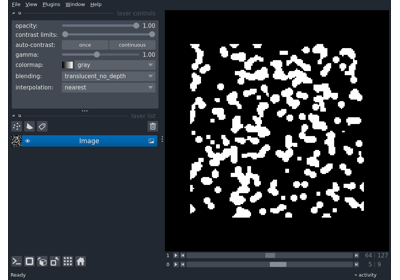 File View Plugins Window Help
layer controls
opacity: 1.00
contrast limits:
auto-contrast: once continuous
gamma: 1.00
colormap: gray
blending: translucent_no_depth
interpolation: nearest
layer list
Image
1 64 127
0 5 9
Ready activity